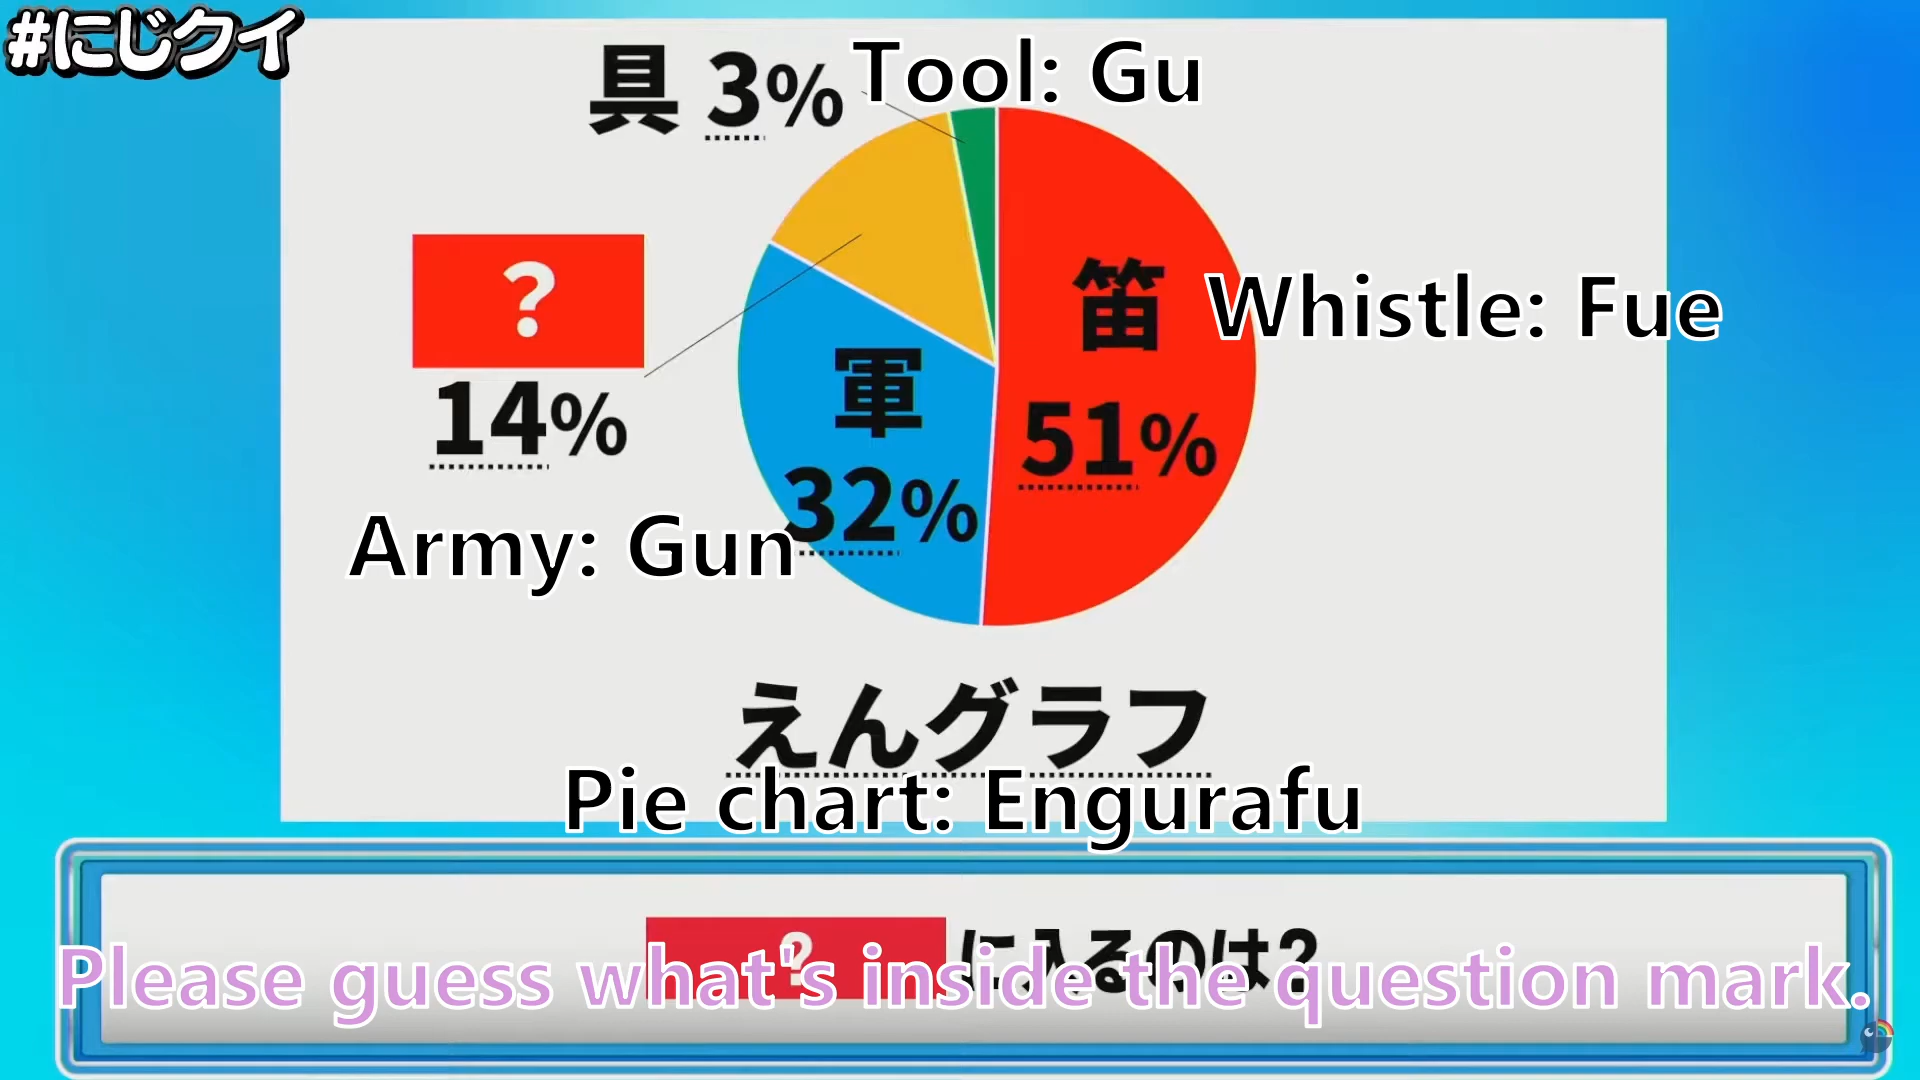 #にじクイ
具 3%
Tool: Gu
?
14%
笛
51%
Whistle: Fue
軍
32%
Army: Gun
えんグラフ
Pie chart: Engurafu
? に入るのは?
Please guess what's inside the question mark.